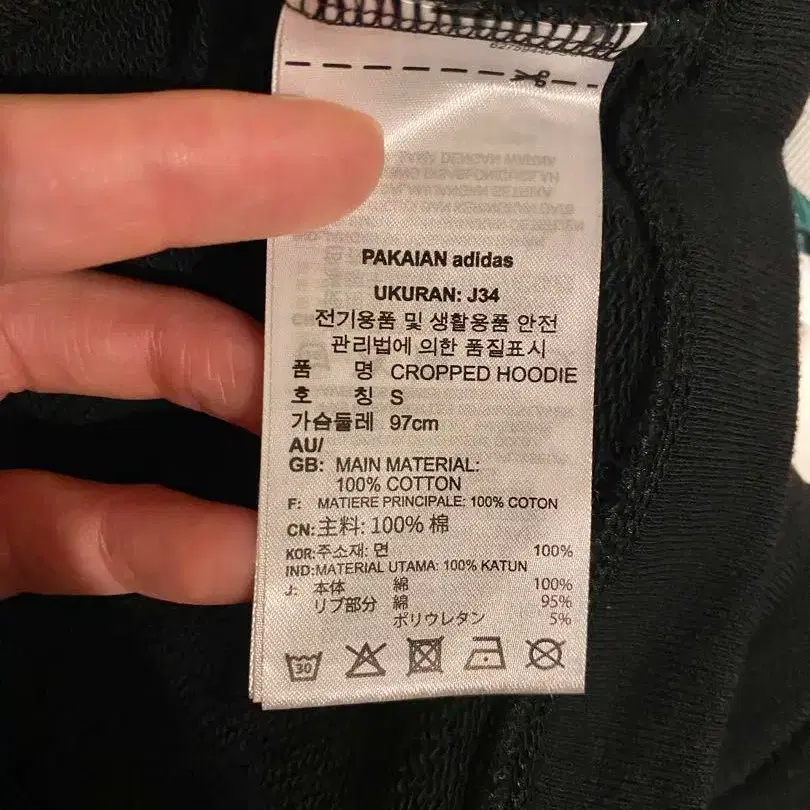 PAKAIAN adidas
UKURAN: J34
전기용품 및 생활용품 안전
관리법에 의한 품질표시
품 명 CROPPED HOODIE
호 칭 S
가슴둘레 97cm
AU/
GB: MAIN MATERIAL:
100% COTTON
F: MATIERE PRINCIPALE: 100% COTON
CN:主料: 100% 棉
KOR:주소재: 면 100%
IND:MATERIAL UTAMA: 100% KATUN
J: 本体 綿 100%
リブ部分 綿 95%
ポリウレタン 5%
30